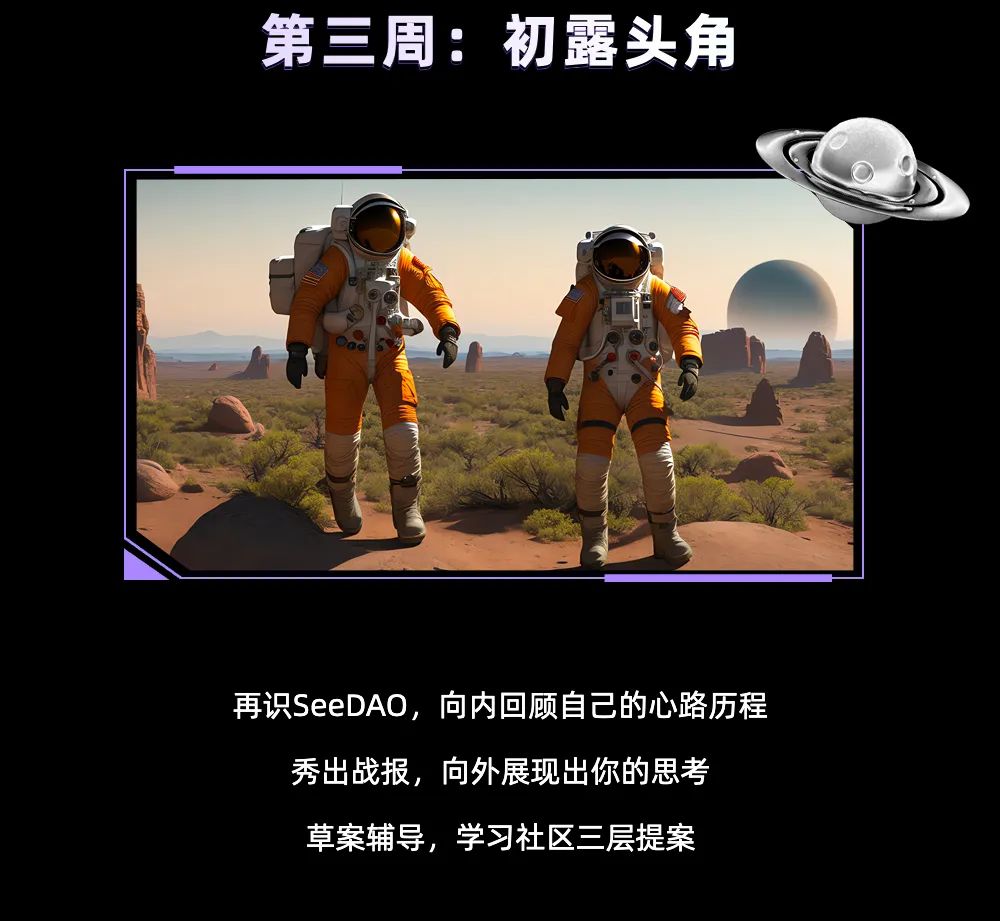 第三周：初露头角
再识SeeDAO，向内回顾自己的心路历程
秀出战报，向外展现出你的思考
草案辅导，学习社区三层提案